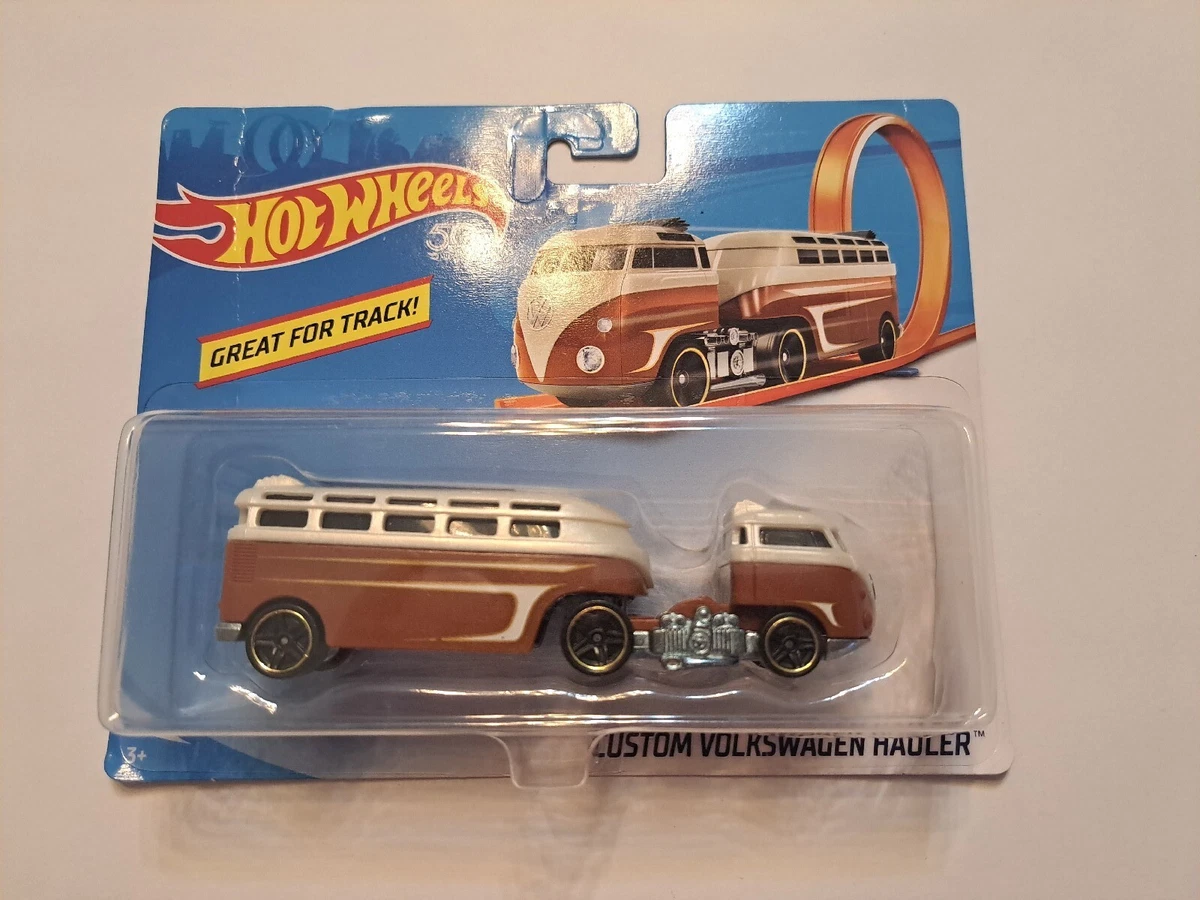 HOT WHEELS
50
GREAT FOR TRACK!
3+
CUSTOM VOLKSWAGEN HAULER™